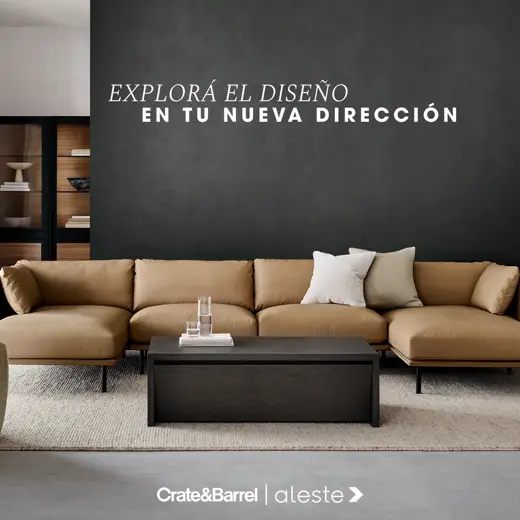 EXPLORÁ EL DISEÑO
EN TU NUEVA DIRECCIÓN
Crate&Barrel | aleste